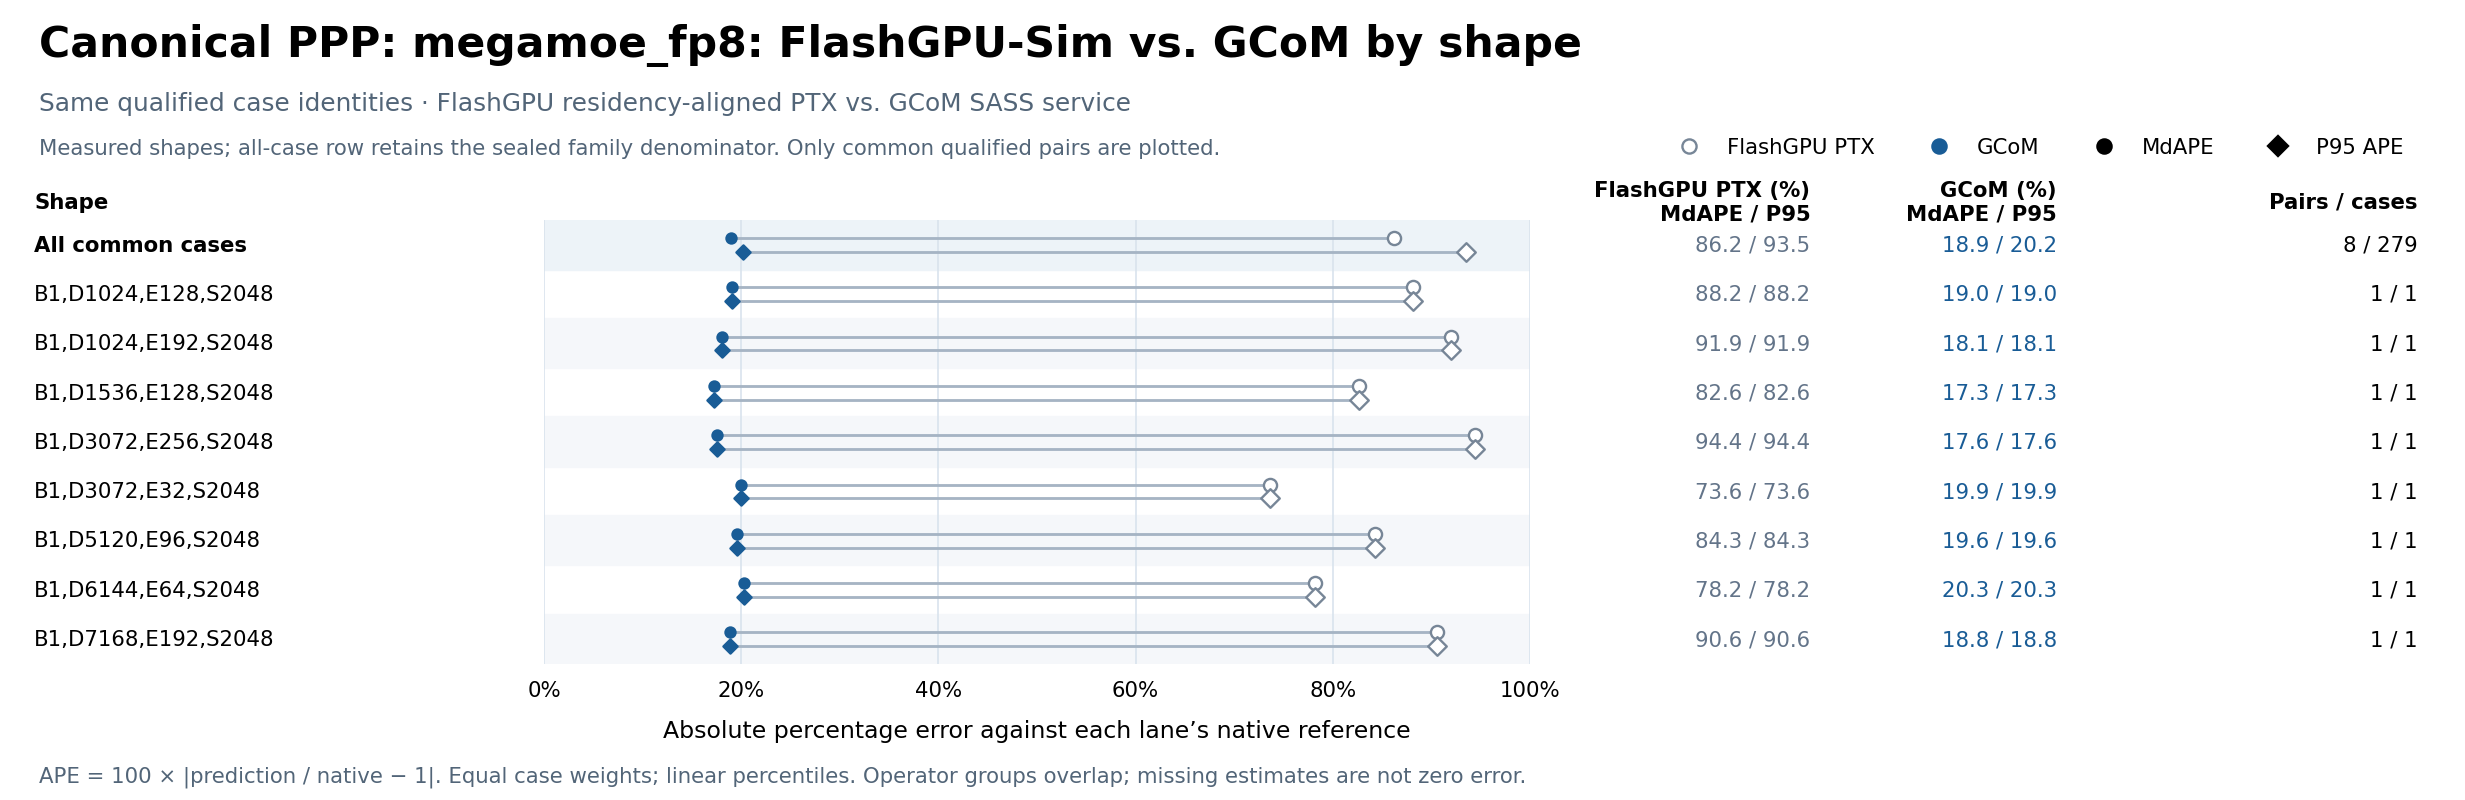 Canonical PPP: megamoe_fp8: FlashGPU-Sim vs. GCoM by shape
Same qualified case identities · FlashGPU residency-aligned PTX vs. GCoM SASS service
Measured shapes; all-case row retains the sealed family denominator. Only common qualified pairs are plotted.
FlashGPU PTX GCoM MdAPE P95 APE
Shape FlashGPU PTX (%) MdAPE / P95 GCoM (%) MdAPE / P95 Pairs / cases
All common cases 86.2 / 93.5 18.9 / 20.2 8 / 279
B1,D1024,E128,S2048 88.2 / 88.2 19.0 / 19.0 1 / 1
B1,D1024,E192,S2048 91.9 / 91.9 18.1 / 18.1 1 / 1
B1,D1536,E128,S2048 82.6 / 82.6 17.3 / 17.3 1 / 1
B1,D3072,E256,S2048 94.4 / 94.4 17.6 / 17.6 1 / 1
B1,D3072,E32,S2048 73.6 / 73.6 19.9 / 19.9 1 / 1
B1,D5120,E96,S2048 84.3 / 84.3 19.6 / 19.6 1 / 1
B1,D6144,E64,S2048 78.2 / 78.2 20.3 / 20.3 1 / 1
B1,D7168,E192,S2048 90.6 / 90.6 18.8 / 18.8 1 / 1
0% 20% 40% 60% 80% 100%
Absolute percentage error against each lane’s native reference
APE = 100 × |prediction / native − 1|. Equal case weights; linear percentiles. Operator groups overlap; missing estimates are not zero error.